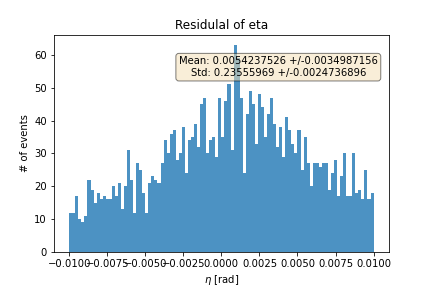 Residulal of eta
Mean: 0.0054237526 +/-0.0034987156
Std: 0.23555969 +/-0.0024736896
# of events
60
50
40
30
20
10
0
−0.0100 −0.0075 −0.0050 −0.0025 0.0000 0.0025 0.0050 0.0075 0.0100
η [rad]